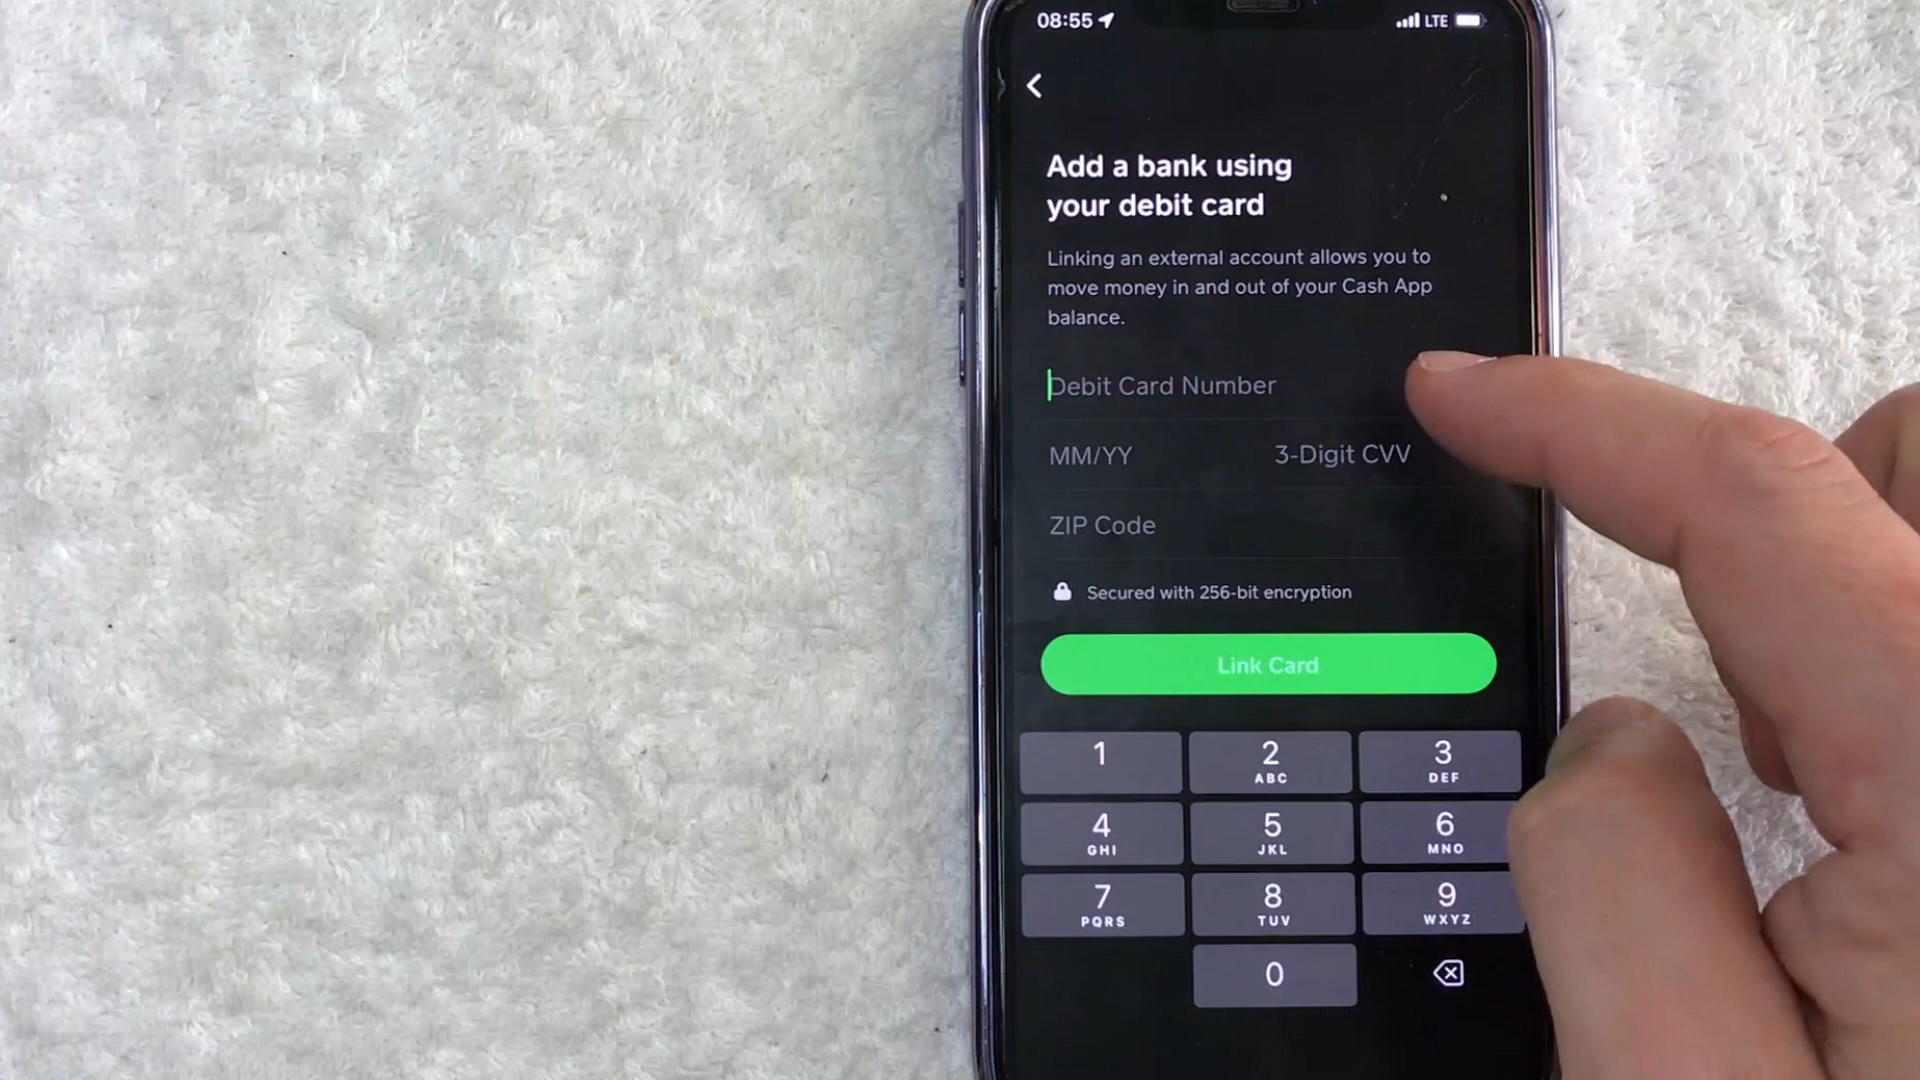 08:55
LTE
Add a bank using
your debit card
Linking an external account allows you to
move money in and out of your Cash App
balance.
Debit Card Number
MM/YY 3-Digit CVV
ZIP Code
Secured with 256-bit encryption
Link Card
1 2 3
ABC DEF
4 5 6
GHI JKL MNO
7 8 9
PQRS TUV WXYZ
0